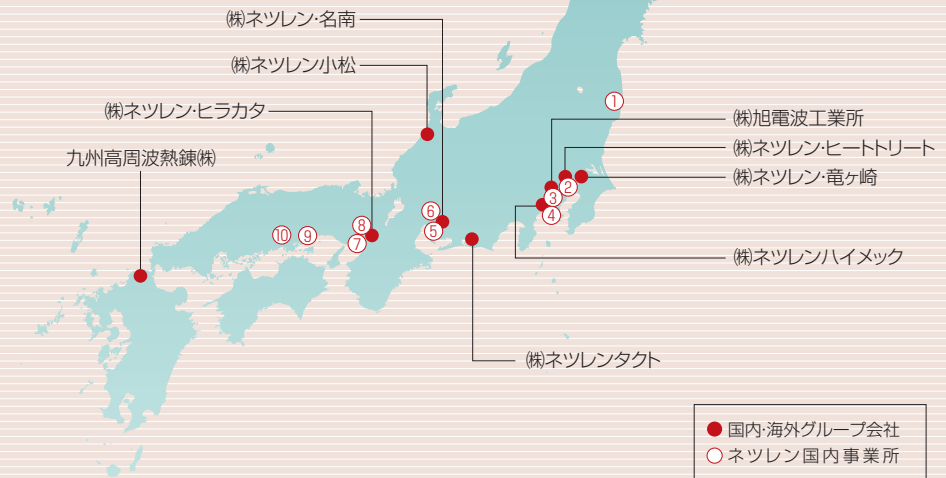 ㈱ネツレン・名南
㈱ネツレン小松
㈱ネツレン・ヒラカタ
九州高周波熱錬㈱
①
㈱旭電波工業所
㈱ネツレン・ヒートトリート
㈱ネツレン・竜ヶ崎
②
③
④
⑥
⑤
⑧
⑦
⑩
⑨
㈱ネツレンハイメック
㈱ネツレンタクト
国内・海外グループ会社
ネツレン国内事業所